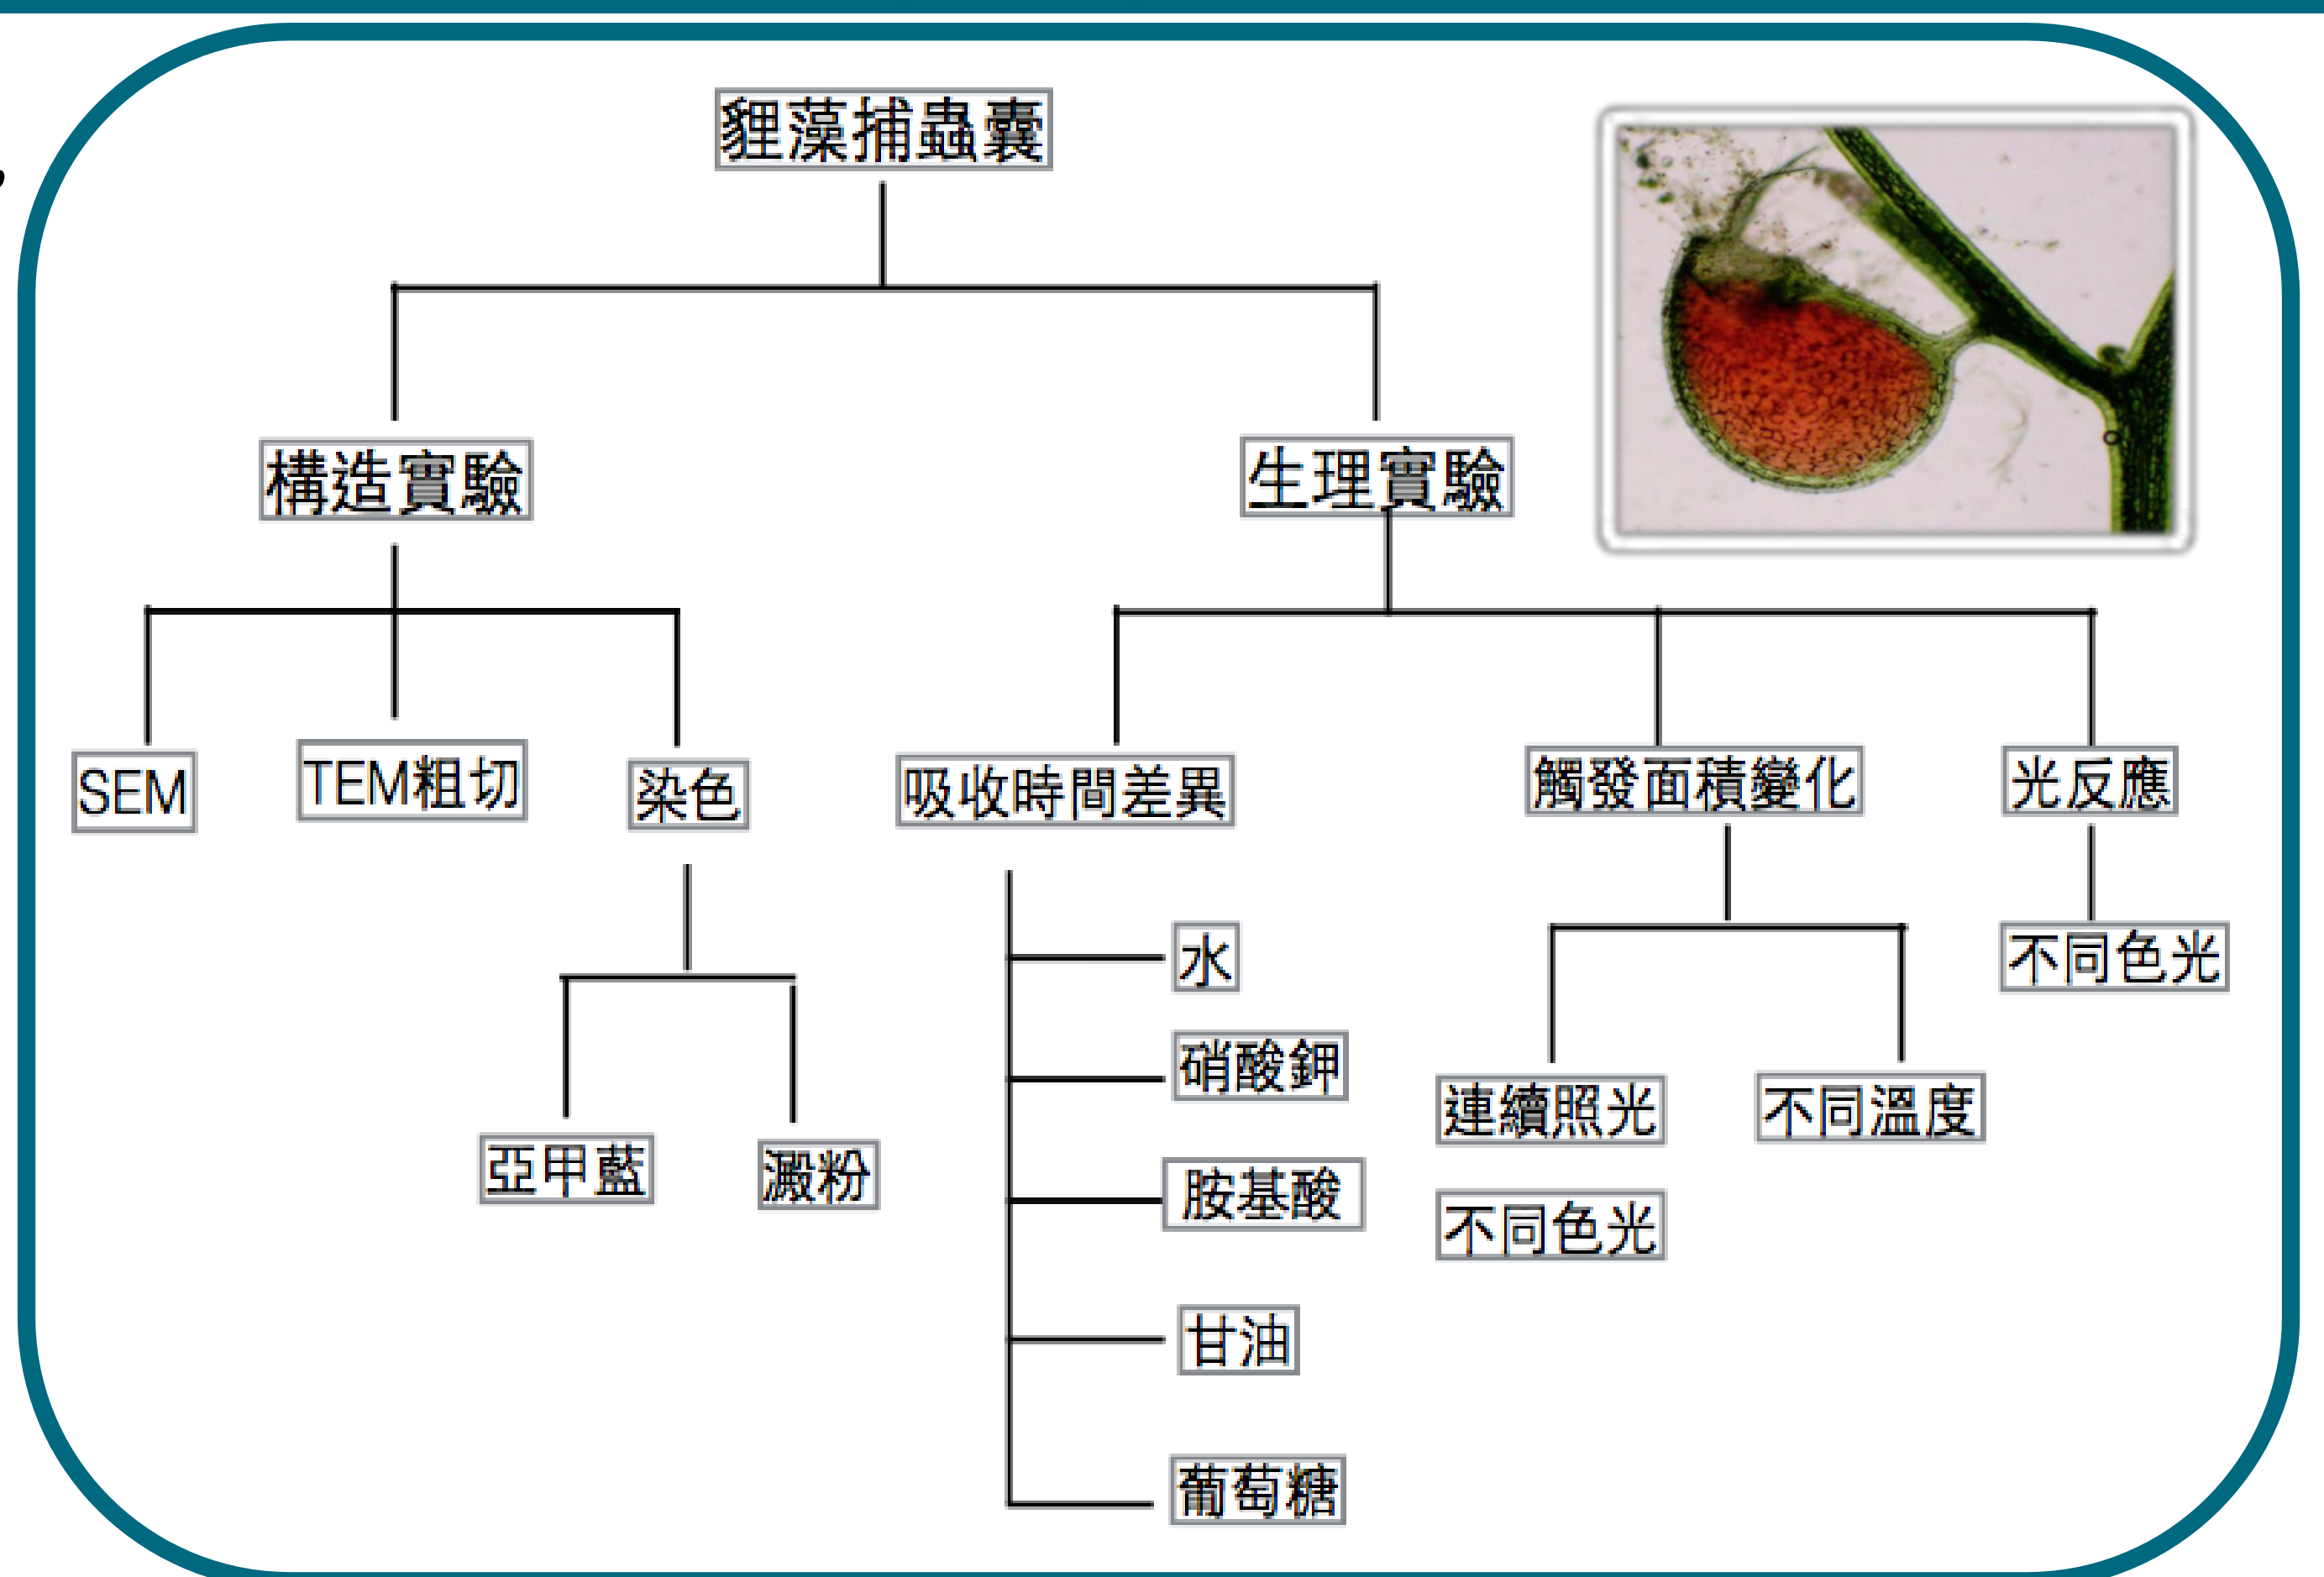 貍藻捕蟲囊
構造實驗
生理實驗
SEM
TEM粗切
染色
吸收時間差異
觸發面積變化
光反應
水
不同色光
硝酸鉀
連續照光
不同溫度
亞甲藍
澱粉
胺基酸
不同色光
甘油
葡萄糖